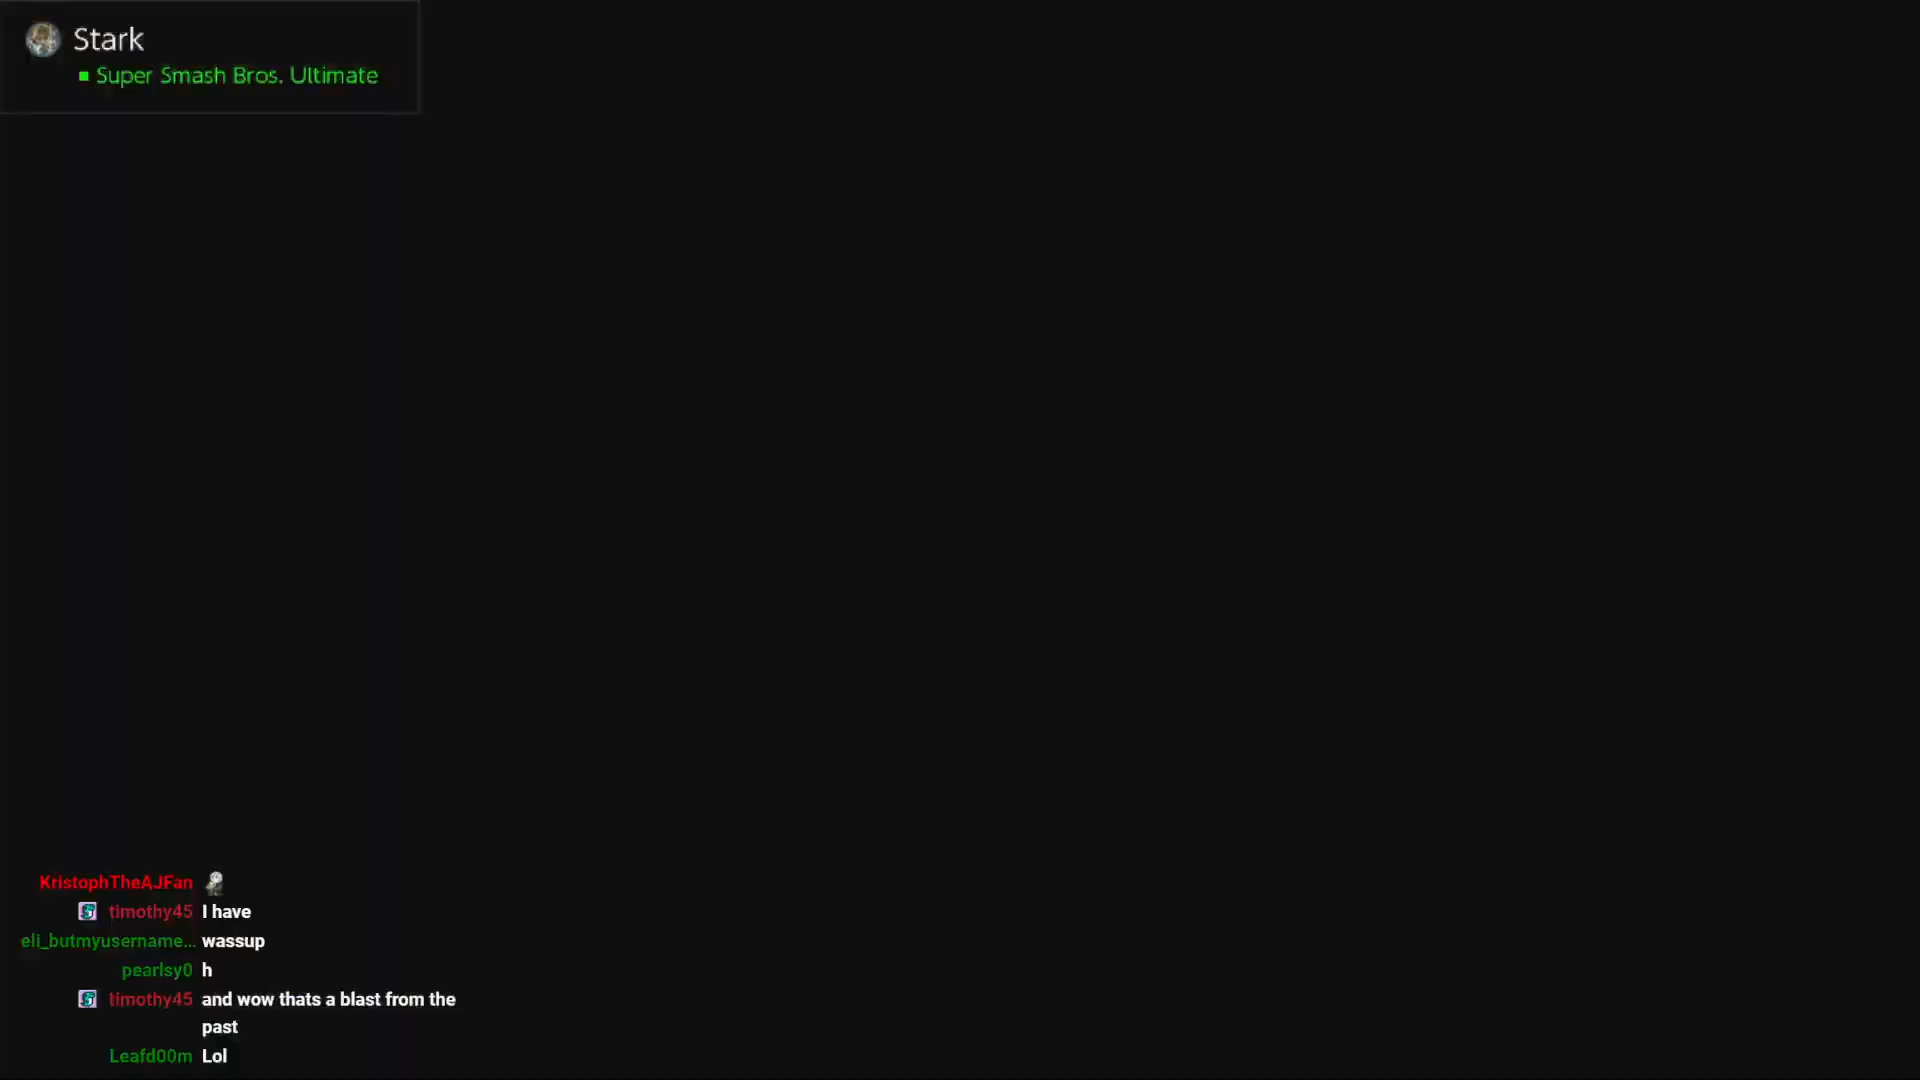 Stark
Super Smash Bros. Ultimate
KristophTheAJFan
timothy45 I have
eli_butmyusername... wassup
pearlsy0 h
timothy45 and wow thats a blast from the
past
Leafd00m Lol